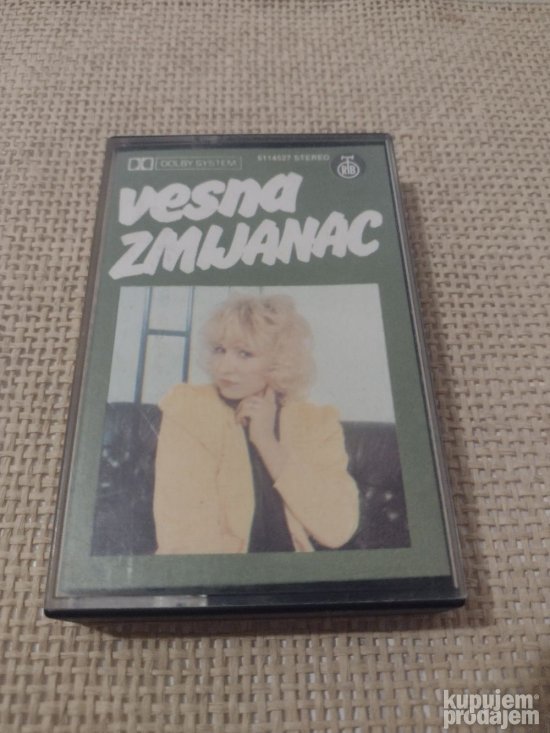 DOLBY SYSTEM
5114527 STEREO
RTB
vesna
ZMIJANAC
kupujem
prodajem